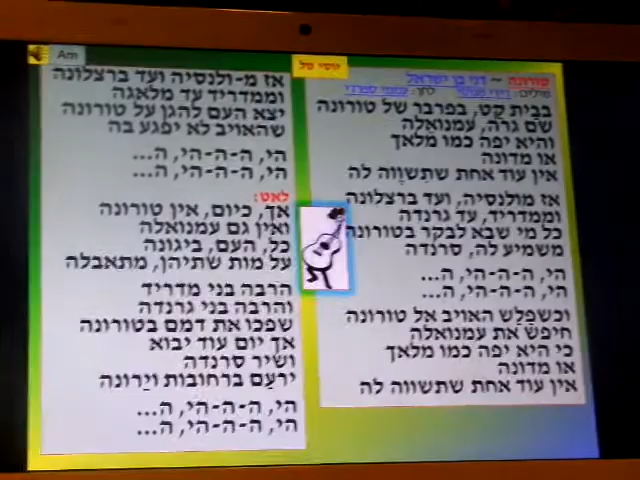 יוסי של
טורונה ~ דני בן ישראל
מילים: לחן:
בבית קט, בפרבר של טורונה
שם גרה, עמנואלה
והיא יפה כמו מלאך
או מדונה
אין עוד אחת שתשווה לה
אז מולנסיה, ועד ברצלונה
וממדריד, עד גרנדה
כל מי שבא לבקר בטורונה
משמיע לה, סרנדה
הי, ה-ה-הי, ה...
הי, ה-ה-הי, ה...
וכשפלש האויב אל טורונה
חיפש את עמנואלה
כי היא יפה כמו מלאך
או מדונה
אין עוד אחת שתשווה לה
Am
אז מ-ולנסיה ועד ברצלונה
וממדריד עד מלאגה
יצא העם להגן על טורונה
שהאויב לא יפגע בה
הי, ה-ה-הי, ה...
הי, ה-ה-הי, ה...
לאט:
אך, כיום, אין טורונה
ואין גם עמנואלה
כל, העם, ביגונה
על מות שתיהן, מתאבלה
הרבה בני מדריד
והרבה בני גרנדה
שפכו את דמם בטורונה
אך יום עוד יבוא
ושיר סרנדה
ירעם ברחובות וירונה
הי, ה-ה-הי, ה...
הי, ה-ה-הי, ה...